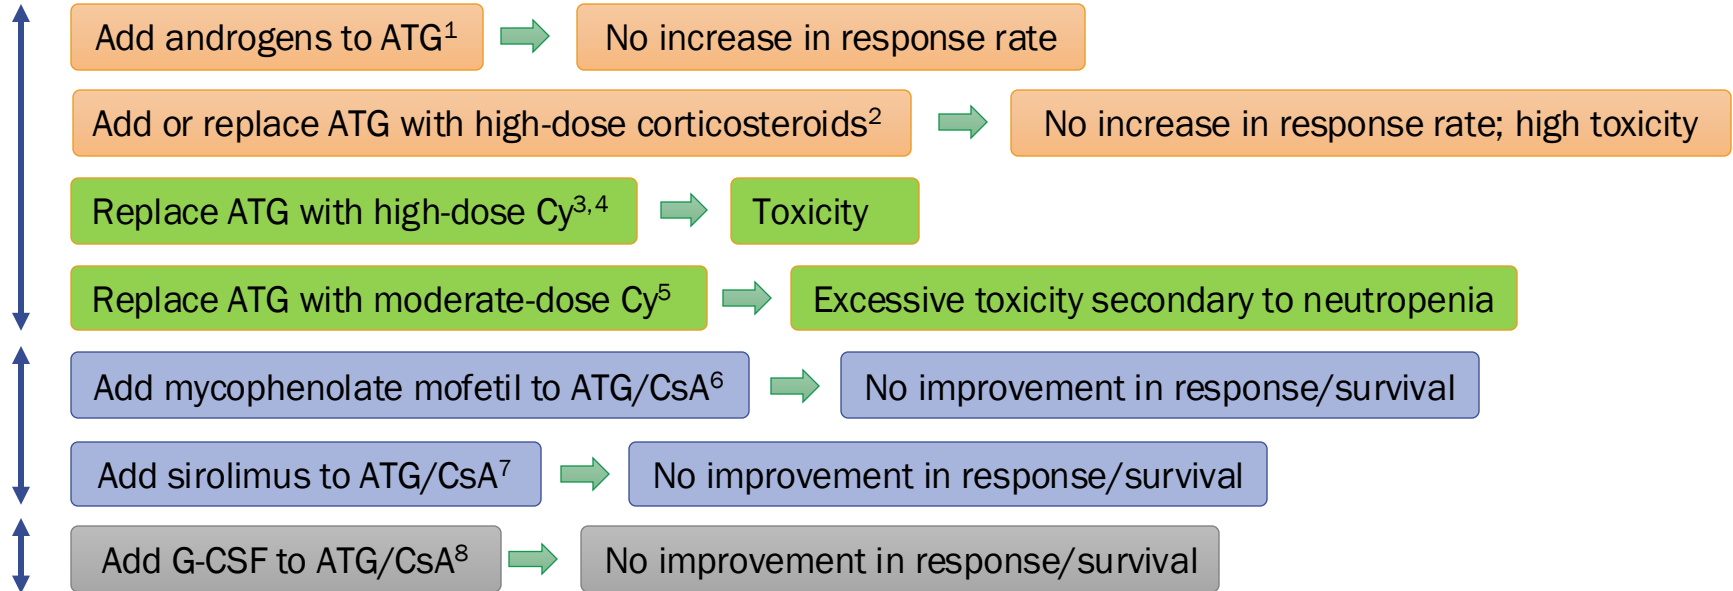 Add androgens to ATG¹ No increase in response rate
Add or replace ATG with high-dose corticosteroids² No increase in response rate; high toxicity
Replace ATG with high-dose Cy³,⁴ Toxicity
Replace ATG with moderate-dose Cy⁵ Excessive toxicity secondary to neutropenia
Add mycophenolate mofetil to ATG/CsA⁶ No improvement in response/survival
Add sirolimus to ATG/CsA⁷ No improvement in response/survival
Add G-CSF to ATG/CsA⁸ No improvement in response/survival